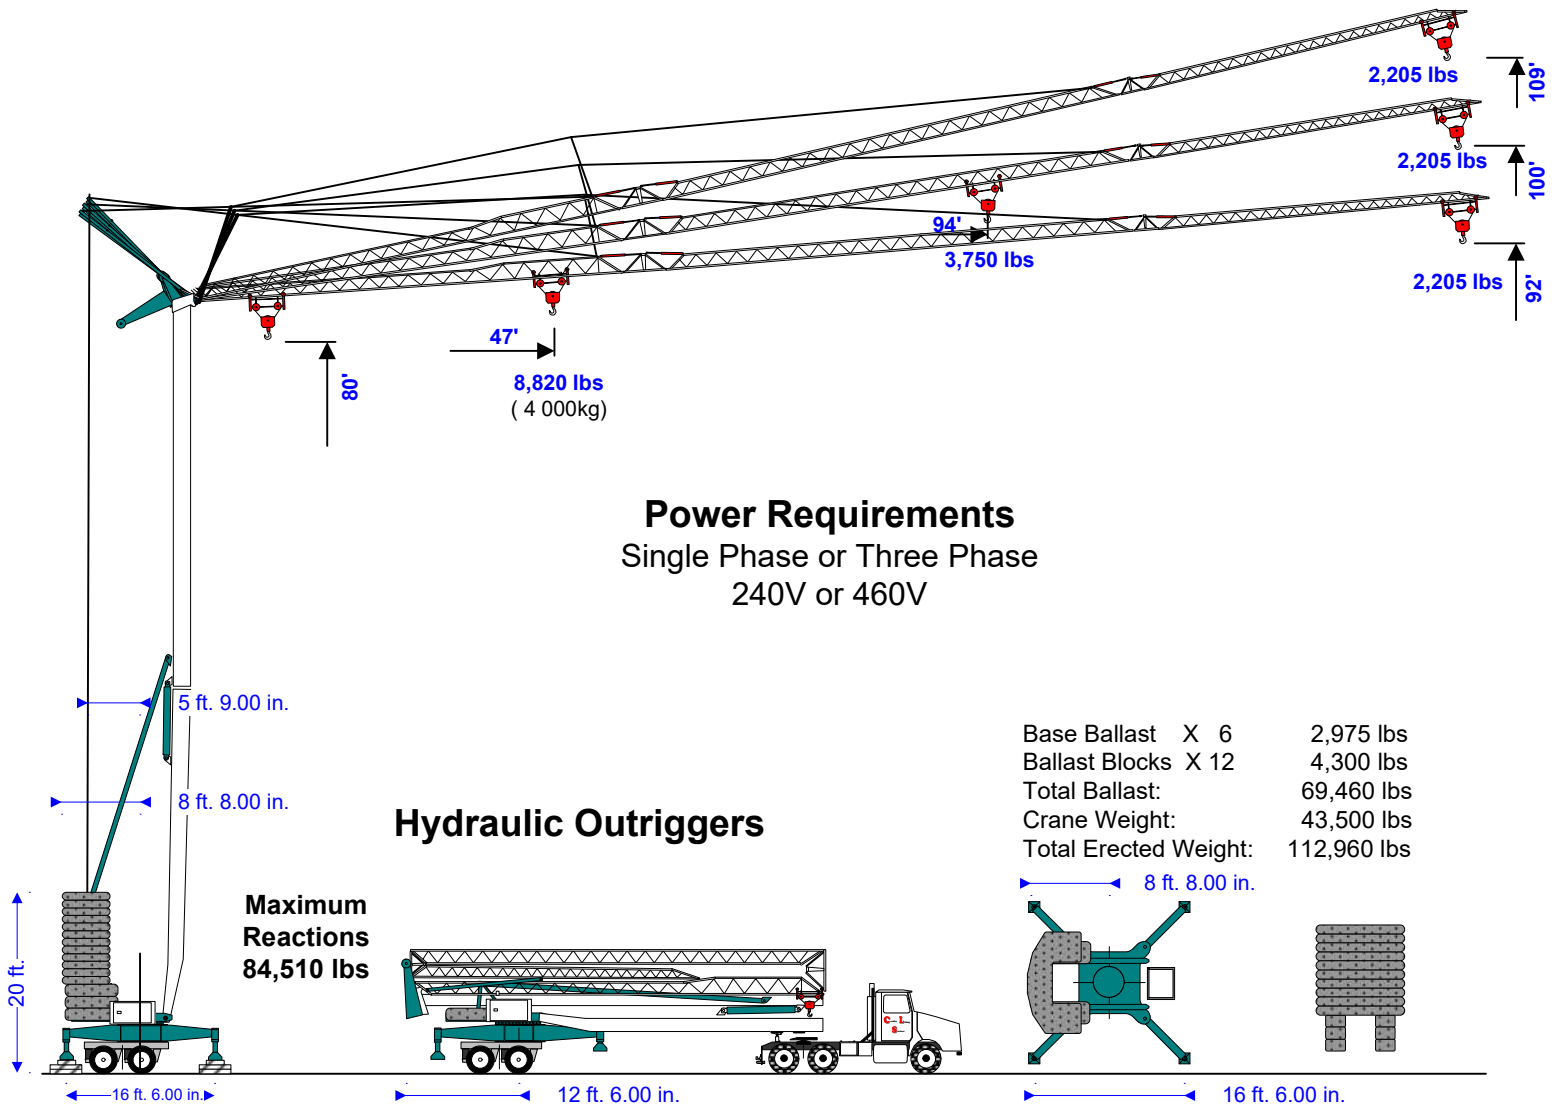 2,205 lbs
109'
2,205 lbs
100'
94'
3,750 lbs
2,205 lbs
92'
47'
80'
8,820 lbs
( 4 000kg)
Power Requirements
Single Phase or Three Phase
240V or 460V
5 ft. 9.00 in.
8 ft. 8.00 in.
Hydraulic Outriggers
Base Ballast X 6 2,975 lbs
Ballast Blocks X 12 4,300 lbs
Total Ballast: 69,460 lbs
Crane Weight: 43,500 lbs
Total Erected Weight: 112,960 lbs
8 ft. 8.00 in.
Maximum
Reactions
84,510 lbs
20 ft.
C L
S
16 ft. 6.00 in.
12 ft. 6.00 in.
16 ft. 6.00 in.